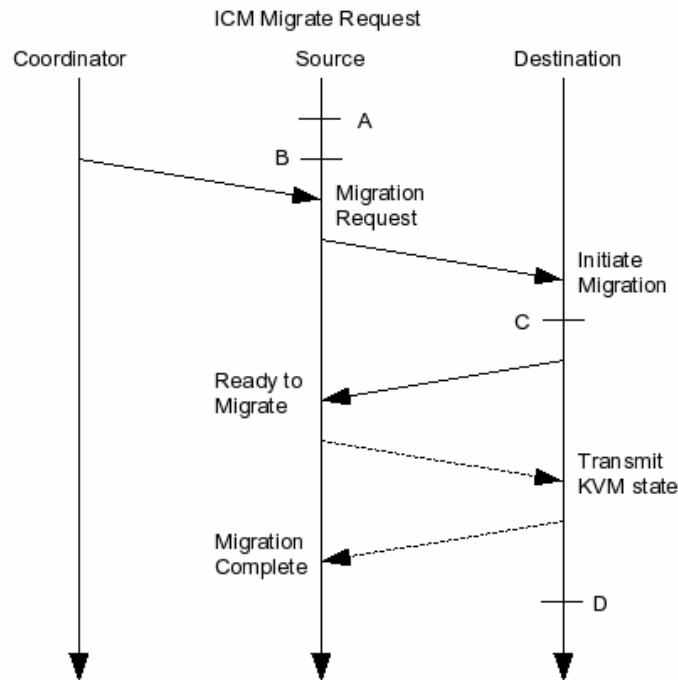 ICM Migrate Request
Coordinator
Source
Destination
A
B
Migration
Request
Initiate
Migration
C
Ready to
Migrate
Transmit
KVM state
Migration
Complete
D